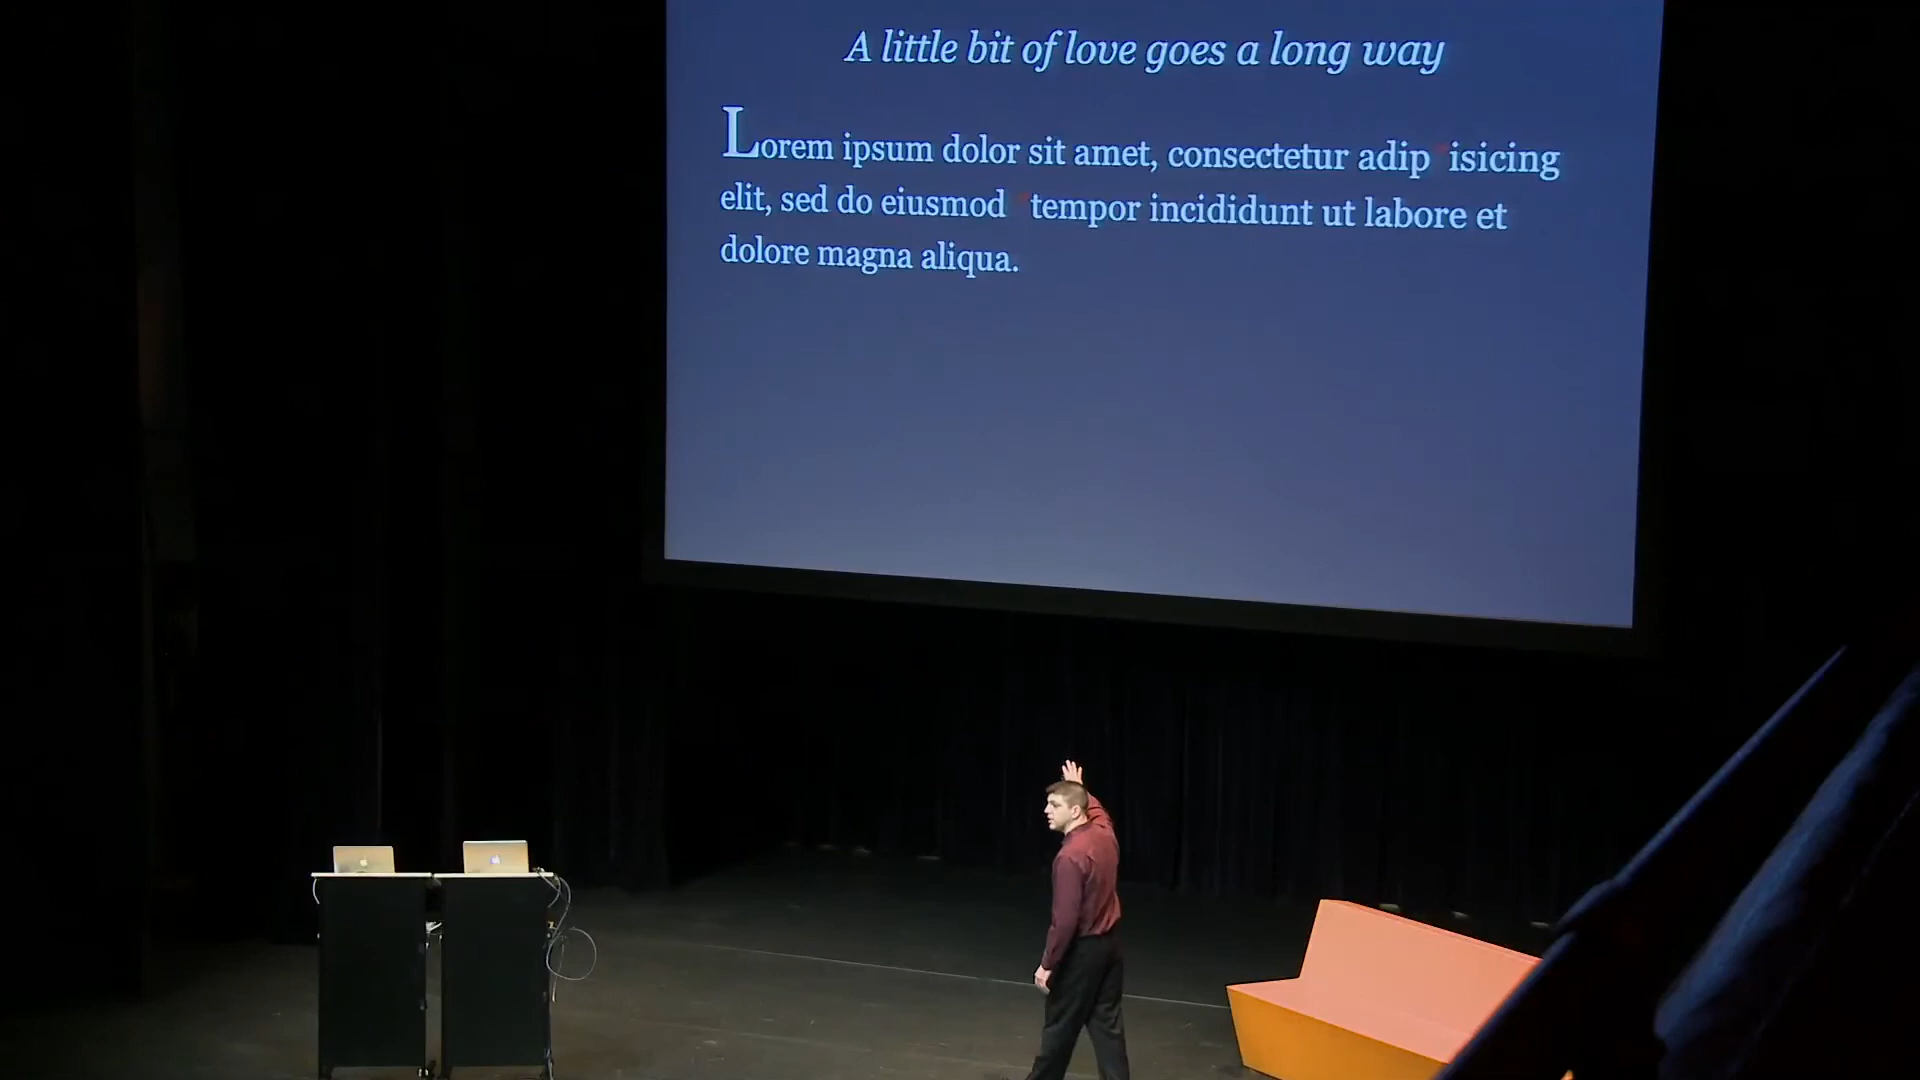 A little bit of love goes a long way
Lorem ipsum dolor sit amet, consectetur adip isicing
elit, sed do eiusmod tempor incididunt ut labore et
dolore magna aliqua.